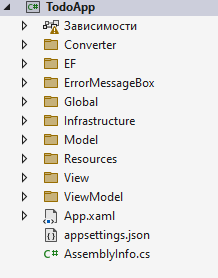 C# TodoApp
Зависимости
Converter
EF
ErrorMessageBox
Global
Infrastructure
Model
Resources
View
ViewModel
App.xaml
appsettings.json
C# AssemblyInfo.cs